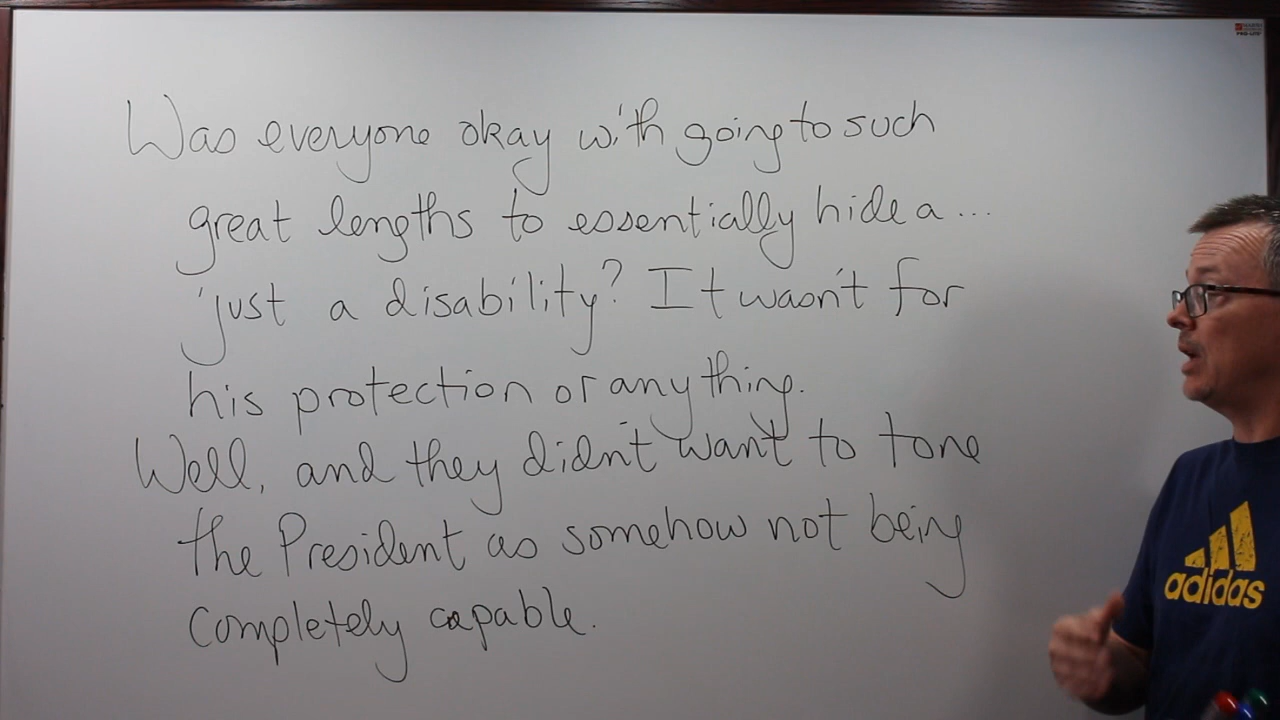 Was everyone okay with going to such
great lengths to essentially hide a...
just a disability? It wasn't for
his protection or anything.
Well, and they didn't want to tone
the President as somehow not being
completely capable.
adidas